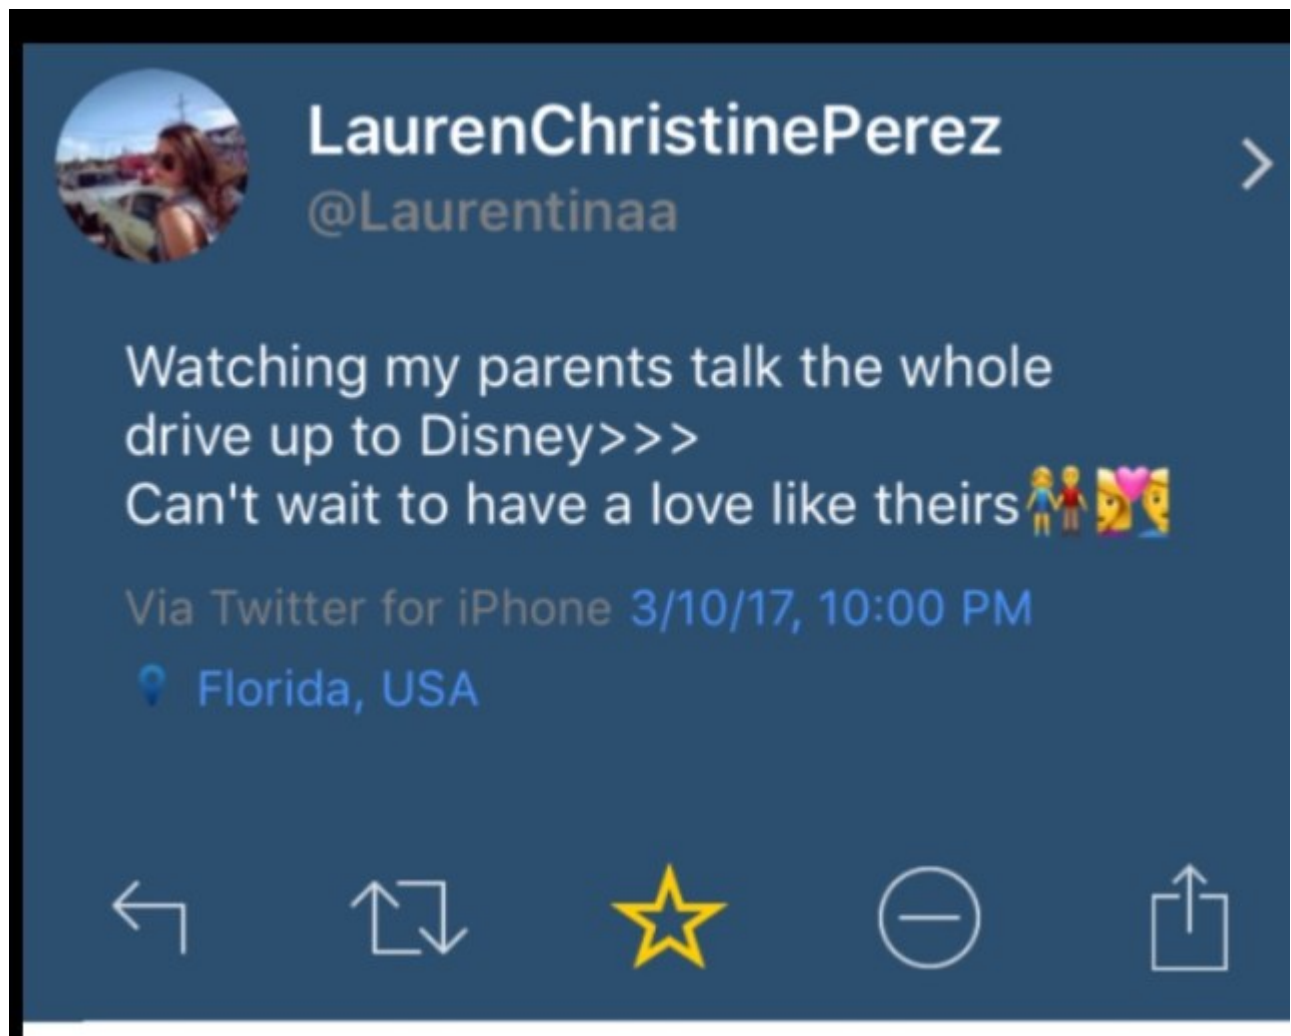 LaurenChristinePerez
@Laurentinaa
Watching my parents talk the whole
drive up to Disney>>>
Can't wait to have a love like theirs👫💏
Via Twitter for iPhone 3/10/17, 10:00 PM
Florida, USA